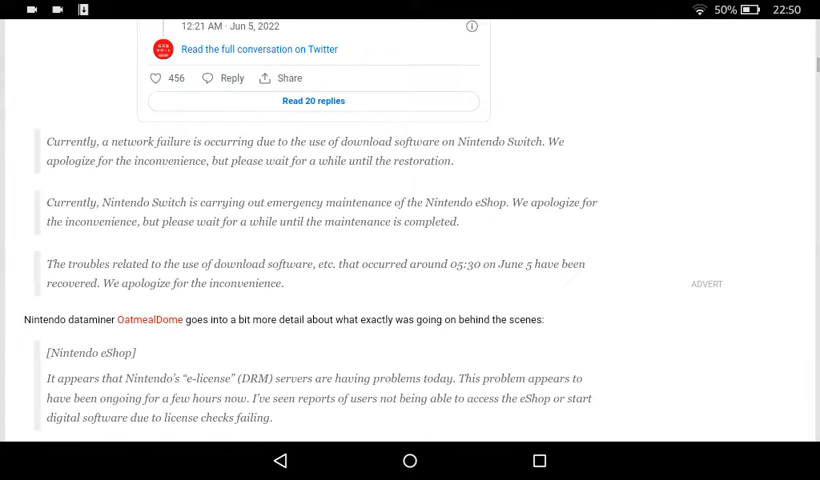 50% 22:50
12:21 AM · Jun 5, 2022
Read the full conversation on Twitter
456 Reply Share
Read 20 replies
Currently, a network failure is occurring due to the use of download software on Nintendo Switch. We
apologize for the inconvenience, but please wait for a while until the restoration.
Currently, Nintendo Switch is carrying out emergency maintenance of the Nintendo eShop. We apologize for
the inconvenience, but please wait for a while until the maintenance is completed.
The troubles related to the use of download software, etc. that occurred around 05:30 on June 5 have been
recovered. We apologize for the inconvenience.
ADVERT
Nintendo dataminer OatmealDome goes into a bit more detail about what exactly was going on behind the scenes:
[Nintendo eShop]
It appears that Nintendo's “e-license” (DRM) servers are having problems today. This problem appears to
have been ongoing for a few hours now. I've seen reports of users not being able to access the eShop or start
digital software due to license checks failing.